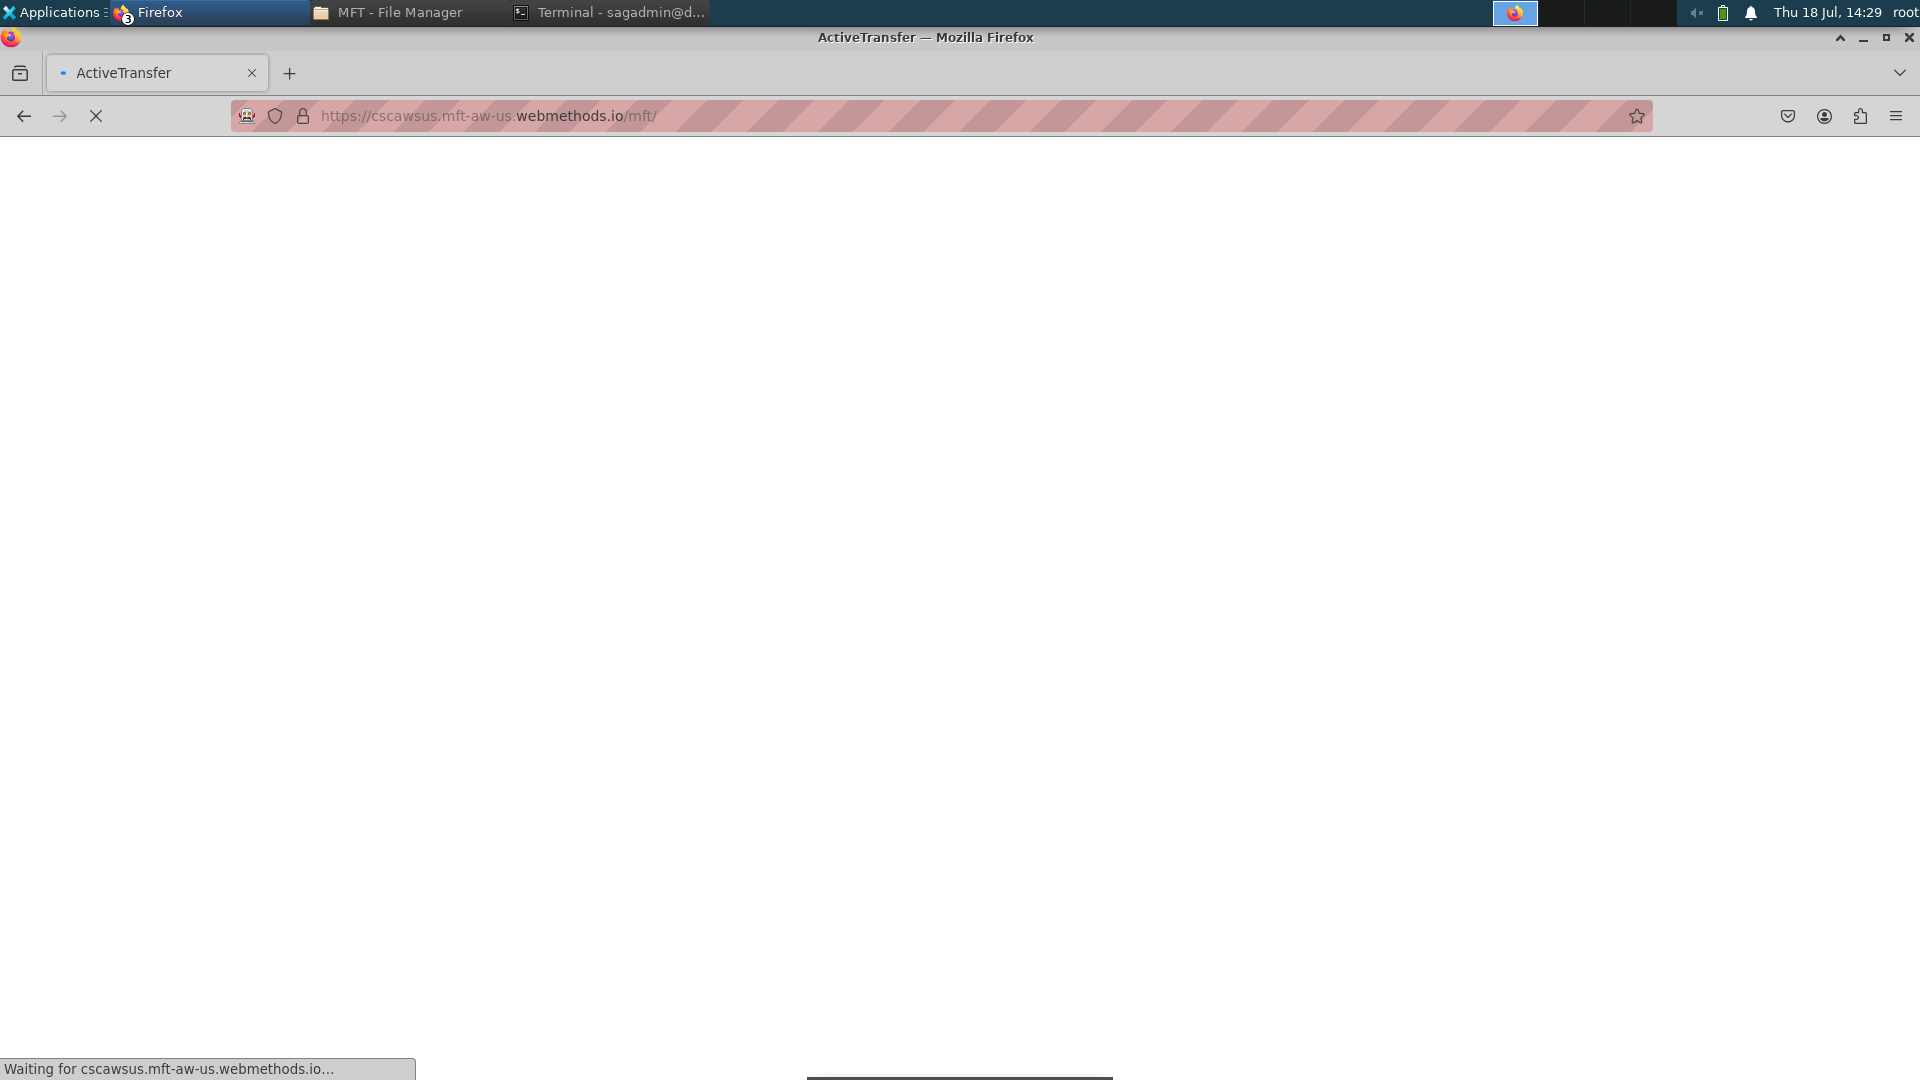 Applications
3
Firefox
MFT - File Manager
Terminal - sagadmin@d...
Thu 18 Jul, 14:29
root
ActiveTransfer — Mozilla Firefox
ActiveTransfer
https://cscawsus.mft-aw-us.webmethods.io/mft/
Waiting for cscawsus.mft-aw-us.webmethods.io…